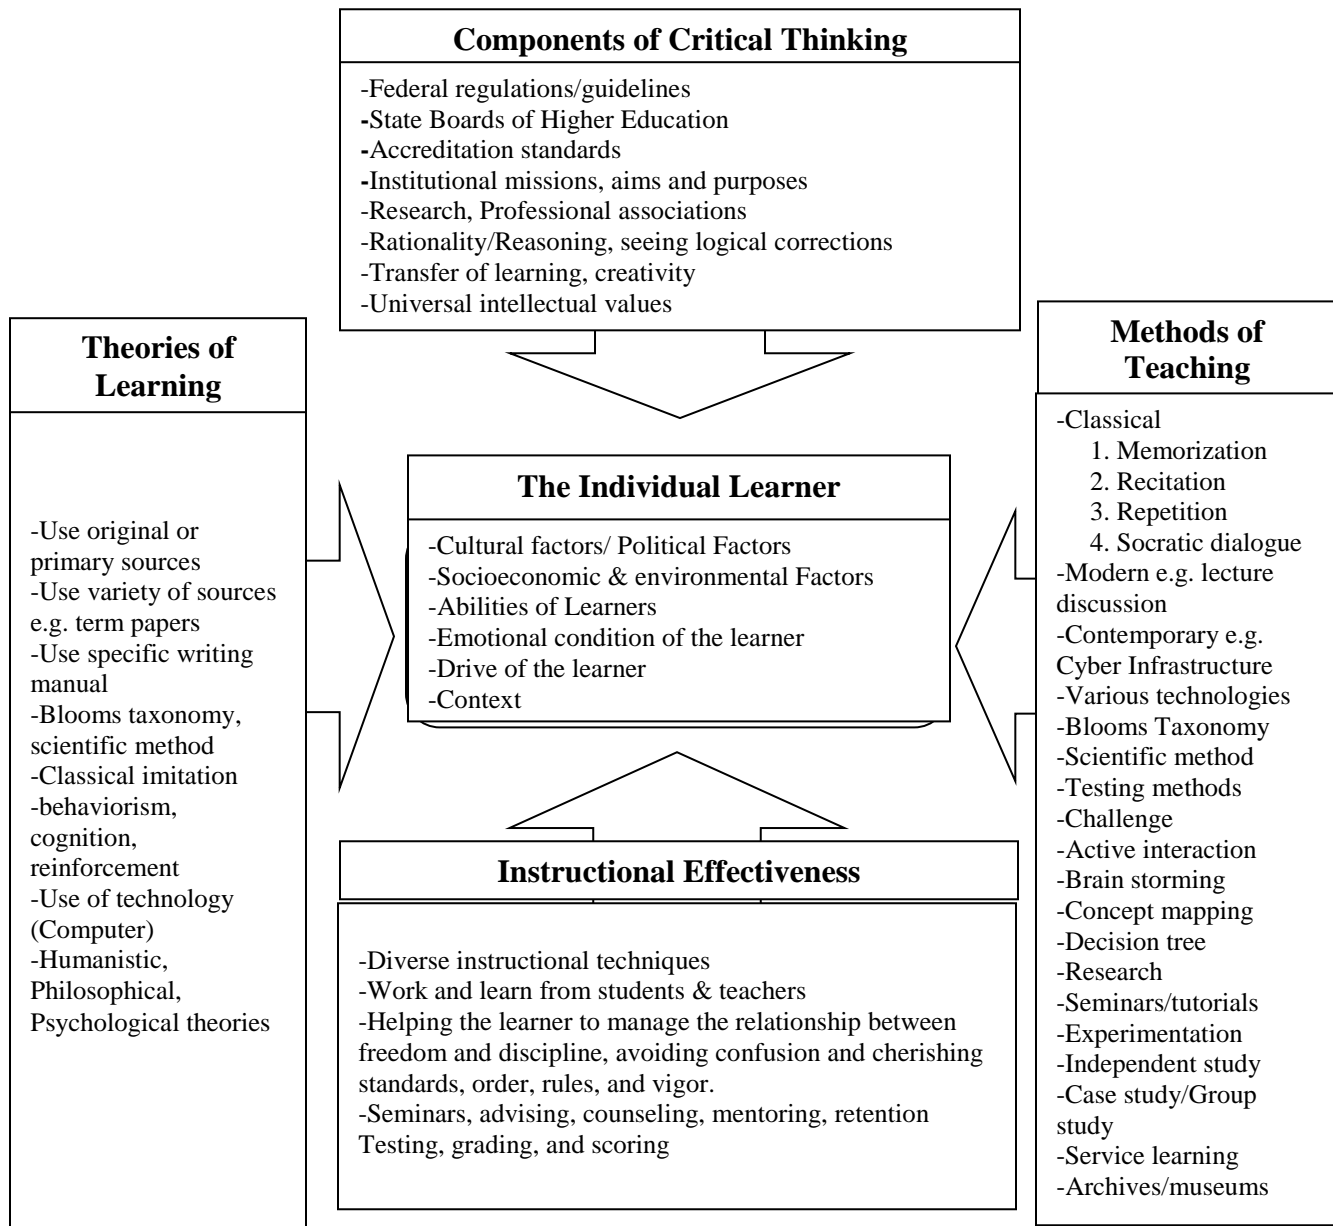 Components of Critical Thinking
-Federal regulations/guidelines
-State Boards of Higher Education
-Accreditation standards
-Institutional missions, aims and purposes
-Research, Professional associations
-Rationality/Reasoning, seeing logical corrections
-Transfer of learning, creativity
-Universal intellectual values
Theories of
Learning
-Use original or
primary sources
-Use variety of sources
e.g. term papers
-Use specific writing
manual
-Blooms taxonomy,
scientific method
-Classical imitation
-behaviorism,
cognition,
reinforcement
-Use of technology
(Computer)
-Humanistic,
Philosophical,
Psychological theories
The Individual Learner
-Cultural factors/ Political Factors
-Socioeconomic & environmental Factors
-Abilities of Learners
-Emotional condition of the learner
-Drive of the learner
-Context
Methods of
Teaching
-Classical
1. Memorization
2. Recitation
3. Repetition
4. Socratic dialogue
-Modern e.g. lecture
discussion
-Contemporary e.g.
Cyber Infrastructure
-Various technologies
-Blooms Taxonomy
-Scientific method
-Testing methods
-Challenge
-Active interaction
-Brain storming
-Concept mapping
-Decision tree
-Research
-Seminars/tutorials
-Experimentation
-Independent study
-Case study/Group
study
-Service learning
-Archives/museums
Instructional Effectiveness
-Diverse instructional techniques
-Work and learn from students & teachers
-Helping the learner to manage the relationship between
freedom and discipline, avoiding confusion and cherishing
standards, order, rules, and vigor.
-Seminars, advising, counseling, mentoring, retention
Testing, grading, and scoring